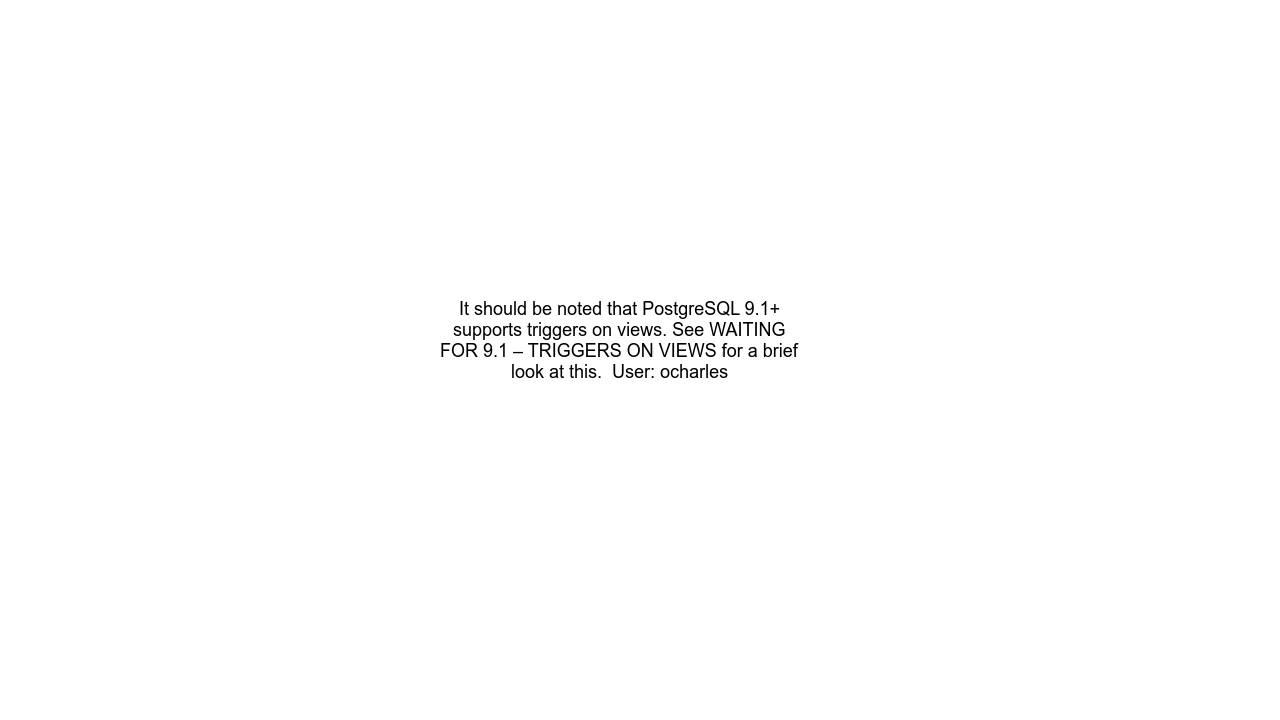 It should be noted that PostgreSQL 9.1+
supports triggers on views. See WAITING
FOR 9.1 – TRIGGERS ON VIEWS for a brief
look at this.  User: ocharles